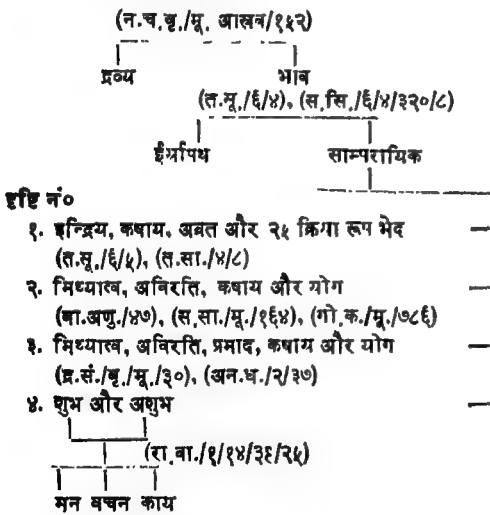 (न.च.वृ./मू. आस्रव/१५२)
द्रव्य भाव
(त.सू./६/४), (स.सि./६/४/३२०/८)
ईर्यापथ साम्परायिक
दृष्टि नं०
१. इन्द्रिय, कषाय, अव्रत और २५ क्रिया रूप भेद
(त.सू./६/५), (त.सा./४/८)
२. मिथ्यात्व, अविरति, कषाय और योग
(बा.अणु./४७), (स.सा./मू./१६४), (गो.क./मू./७८६)
३. मिथ्यात्व, अविरति, प्रमाद, कषाय और योग
(द्र.सं./वृ./मू./३०), (अन.ध./२/३७)
४. शुभ और अशुभ
(रा.वा./१/१४/३९/२५)
मन वचन काय